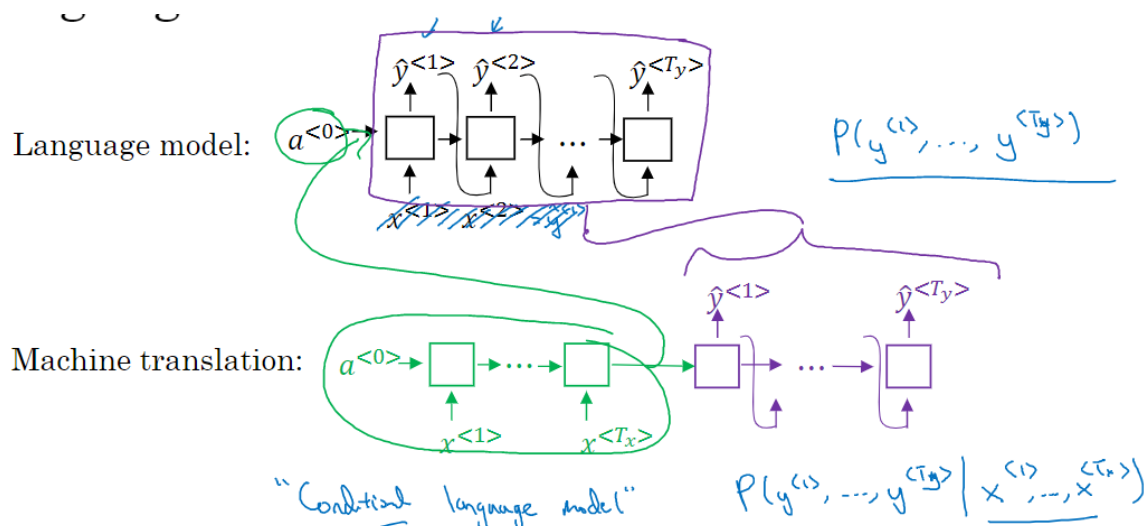 ŷ<1> ŷ<2> ŷ<Ty>
Language model: a<0> ... P(y<1>, ..., y<Ty>)
x<1> x<2>
ŷ<1> ŷ<Ty>
Machine translation: a<0> ... ...
x<1> x<Tx>
"Conditional language model" P(y<1>, ..., y<Ty> | x<1>, ..., x<Tx>)